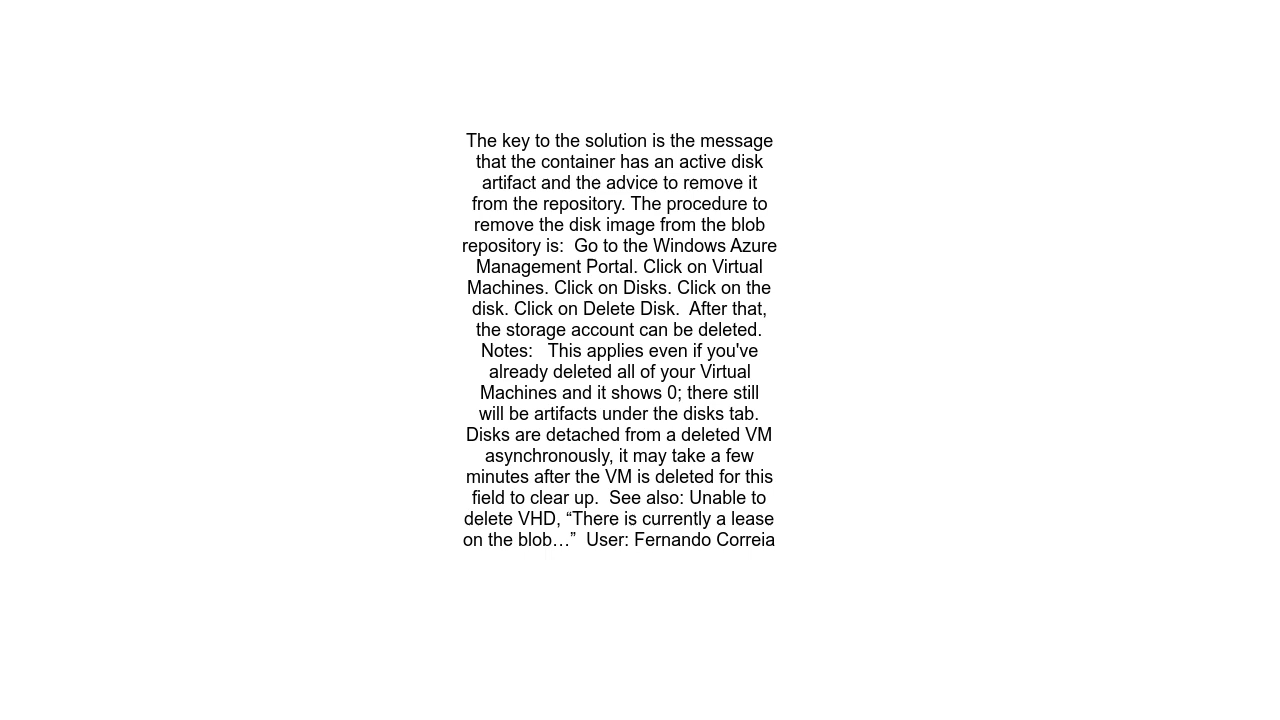 The key to the solution is the message
that the container has an active disk
artifact and the advice to remove it
from the repository. The procedure to
remove the disk image from the blob
repository is:  Go to the Windows Azure
Management Portal. Click on Virtual
Machines. Click on Disks. Click on the
disk. Click on Delete Disk.  After that,
the storage account can be deleted.
Notes:   This applies even if you've
already deleted all of your Virtual
Machines and it shows 0; there still
will be artifacts under the disks tab.
Disks are detached from a deleted VM
asynchronously, it may take a few
minutes after the VM is deleted for this
field to clear up.  See also: Unable to
delete VHD, “There is currently a lease
on the blob…”  User: Fernando Correia